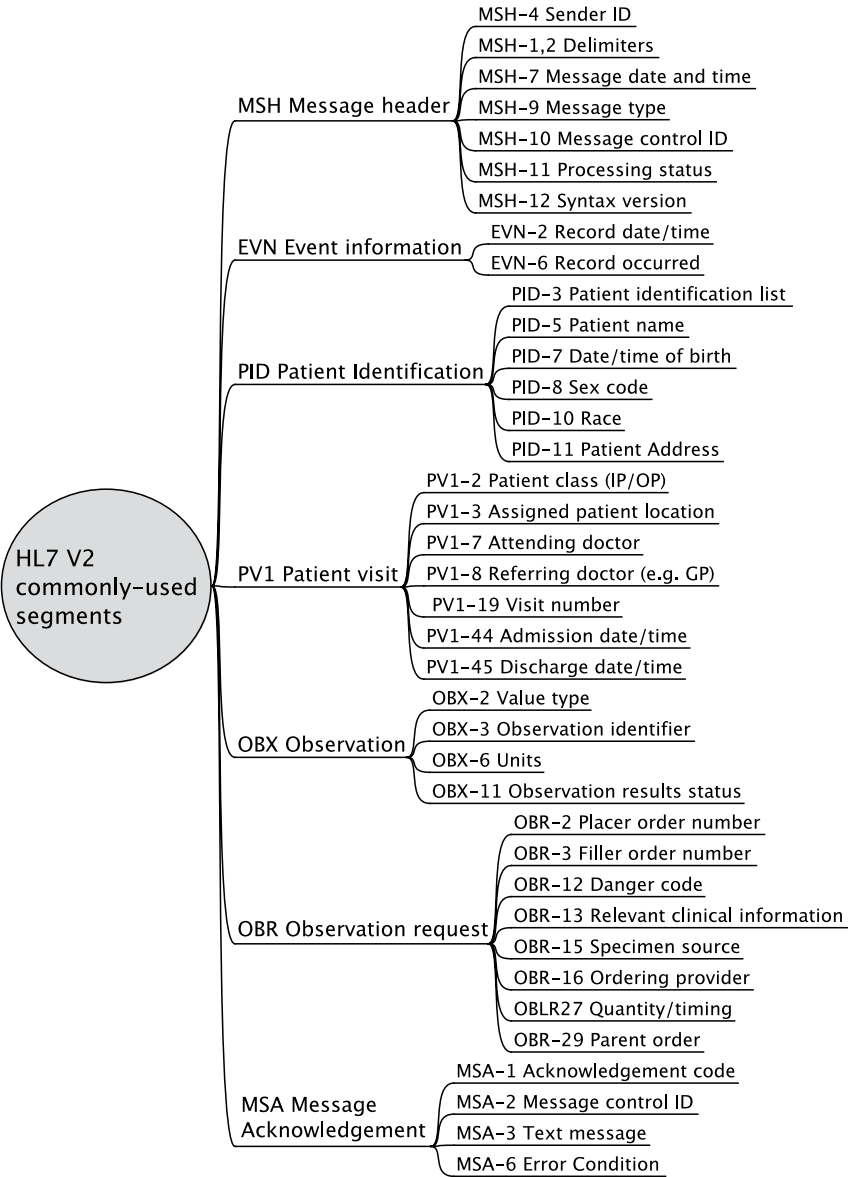 HL7 V2
commonly-used
segments
MSH Message header
MSH-4 Sender ID
MSH-1,2 Delimiters
MSH-7 Message date and time
MSH-9 Message type
MSH-10 Message control ID
MSH-11 Processing status
MSH-12 Syntax version
EVN Event information
EVN-2 Record date/time
EVN-6 Record occurred
PID Patient Identification
PID-3 Patient identification list
PID-5 Patient name
PID-7 Date/time of birth
PID-8 Sex code
PID-10 Race
PID-11 Patient Address
PV1 Patient visit
PV1-2 Patient class (IP/OP)
PV1-3 Assigned patient location
PV1-7 Attending doctor
PV1-8 Referring doctor (e.g. GP)
PV1-19 Visit number
PV1-44 Admission date/time
PV1-45 Discharge date/time
OBX Observation
OBX-2 Value type
OBX-3 Observation identifier
OBX-6 Units
OBX-11 Observation results status
OBR Observation request
OBR-2 Placer order number
OBR-3 Filler order number
OBR-12 Danger code
OBR-13 Relevant clinical information
OBR-15 Specimen source
OBR-16 Ordering provider
OBLR27 Quantity/timing
OBR-29 Parent order
MSA Message
Acknowledgement
MSA-1 Acknowledgement code
MSA-2 Message control ID
MSA-3 Text message
MSA-6 Error Condition